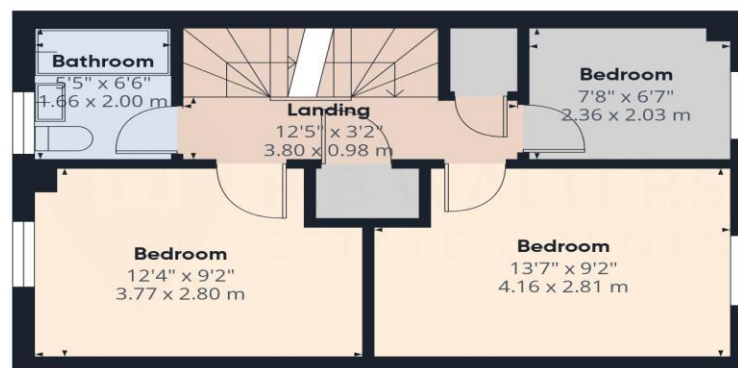 Bathroom
5'5" x 6'6"
1.66 x 2.00 m
Landing
12'5" x 3'2"
3.80 x 0.98 m
Bedroom
7'8" x 6'7"
2.36 x 2.03 m
Bedroom
12'4" x 9'2"
3.77 x 2.80 m
Bedroom
13'7" x 9'2"
4.16 x 2.81 m
ESTATE AGENTS